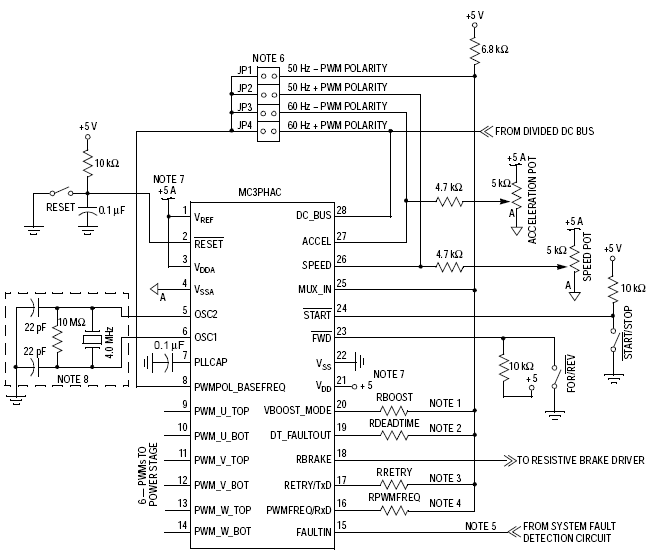 +5 V
6.8 kΩ
NOTE 6
JP1
50 Hz – PWM POLARITY
JP2
50 Hz + PWM POLARITY
JP3
60 Hz – PWM POLARITY
JP4
60 Hz + PWM POLARITY
FROM DIVIDED DC BUS
+5 V
10 kΩ
RESET
0.1 µF
NOTE 7
+5 A
MC3PHAC
+5 A
5 kΩ
A
ACCELERATION POT
4.7 kΩ
+5 A
5 kΩ
A
SPEED POT
4.7 kΩ
+5 V
10 kΩ
START/STOP
1 VREF
2 RESET
3 VDDA
4 VSSA
A
5 OSC2
6 OSC1
7 PLLCAP
8 PWMPOL_BASEFREQ
9 PWM_U_TOP
10 PWM_U_BOT
11 PWM_V_TOP
12 PWM_V_BOT
13 PWM_W_TOP
14 PWM_W_BOT
DC_BUS 28
ACCEL 27
SPEED 26
MUX_IN 25
START 24
FWD 23
VSS 22
VDD 21
VBOOST_MODE 20
DT_FAULTOUT 19
RBRAKE 18
RETRY/TxD 17
PWMFREQ/RxD 16
FAULTIN 15
22 pF
10 MΩ
4.0 MHz
22 pF
NOTE 8
0.1 µF
6 — PWMs TO
POWER STAGE
NOTE 7
+ 5
10 kΩ
+ 5
FOR/REV
RBOOST
NOTE 1
RDEADTIME
NOTE 2
TO RESISTIVE BRAKE DRIVER
RRETRY
NOTE 3
RPWMFREQ
NOTE 4
NOTE 5
FROM SYSTEM FAULT
DETECTION CIRCUIT